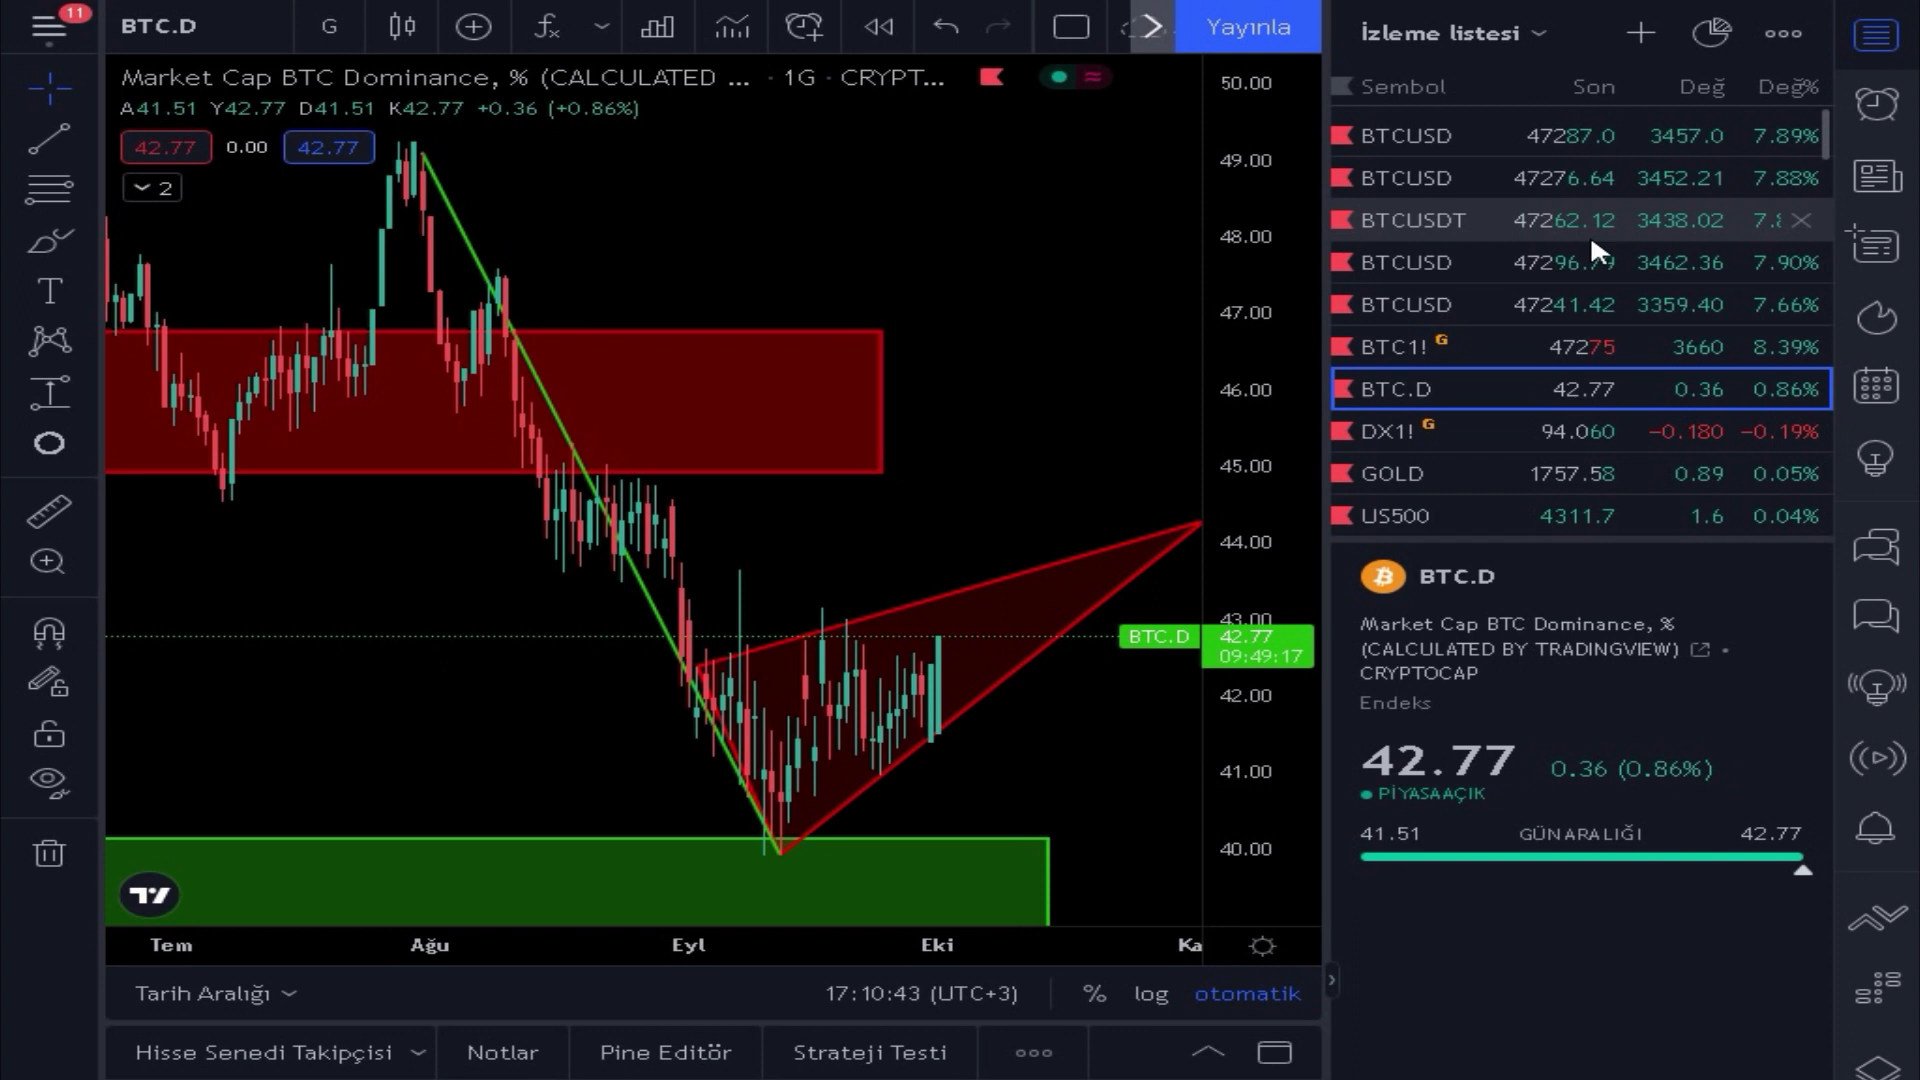 11
BTC.D
G
Yayınla
İzleme listesi
Market Cap BTC Dominance, % (CALCULATED ... · 1G · CRYPT...
A41.51 Y42.77 D41.51 K42.77 +0.36 (+0.86%)
42.77 0.00 42.77
2
50.00
49.00
48.00
47.00
46.00
45.00
44.00
43.00
BTC.D 42.77
09:49:17
42.00
41.00
40.00
Tem Ağu Eyl Eki Ka
Tarih Aralığı
17:10:43 (UTC+3) % log otomatik
Hisse Senedi Takipçisi Notlar Pine Editör Strateji Testi
Sembol Son Değ Değ%
BTCUSD 47287.0 3457.0 7.89%
BTCUSD 47276.64 3452.21 7.88%
BTCUSDT 47262.12 3438.02
BTCUSD 3462.36 7.90%
BTCUSD 47241.42 3359.40 7.66%
BTC1! G 47275 3660 8.39%
BTC.D 42.77 0.36 0.86%
DX1! G 94.060 −0.180 −0.19%
GOLD 1757.58 0.89 0.05%
US500 4311.7 1.6 0.04%
BTC.D
Market Cap BTC Dominance, %
(CALCULATED BY TRADINGVIEW) •
CRYPTOCAP
Endeks
42.77 0.36 (0.86%)
PİYASA AÇIK
41.51 GÜN ARALIĞI 42.77